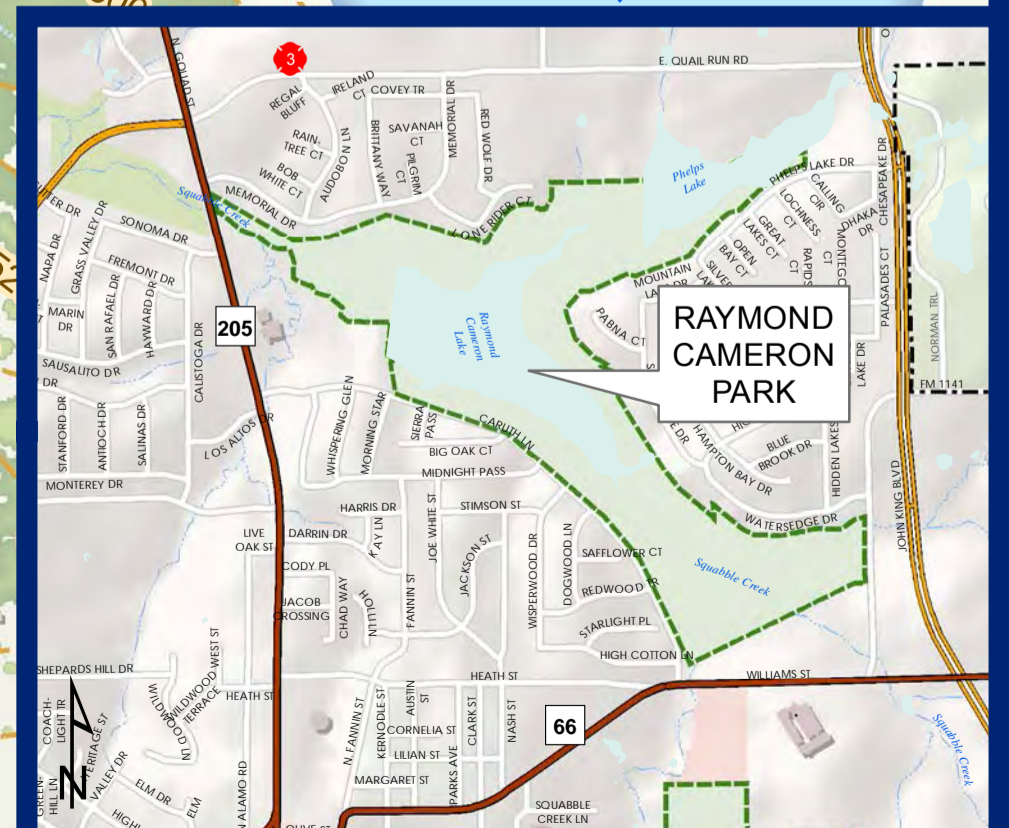 N. GOLIAD ST
3
E. QUAIL RUN RD
REGAL
BLUFF
IRELAND
CT
COVEY TR
RAIN-
TREE CT
AUDOBON LN
BRITTANY WAY
SAVANAH
CT
PILGRIM
CT
MEMORIAL DR
RED WOLF DR
BOB
WHITE CT
MEMORIAL DR
LONE RIDER CT
Squabble Creek
Phelps
Lake
PHELPS LAKE DR
CALLING
CIR
LOCHNESS
CT
DHAKA
DR
CHESAPEAKE DR
GREAT
LAKES CT
OPEN
BAY CT
RAPIDS
CT
PALASADES CT
MOUNTAIN
PABNA CT
NAPA DR
GRASS VALLEY DR
SONOMA DR
FREMONT DR
MARIN
DR
SAN RAFAEL DR
HAYWARD DR
SAUSALITO DR
CALISTOGA DR
205
Raymond
Cameron
Lake
RAYMOND
CAMERON
PARK
LAKE DR
NORMAN TRL
FM 1141
STANFORD DR
ANTIOCH DR
SALINAS DR
LOS ALTOS DR
MONTEREY DR
WHISPERING GLEN
MORNING STAR
SIERRA
PASS
CARUTH LN
BIG OAK CT
MIDNIGHT PASS
HAMPTON BAY DR
BLUE
BROOK DR
HIDDEN LAKES
WATERSEDGE DR
JOHN KING BLVD
HARRIS DR
KAY LN
JOE WHITE ST
STIMSON ST
LIVE
OAK ST
DARRIN DR
JACKSON ST
WISPERWOOD DR
DOGWOOD LN
SAFFLOWER CT
REDWOOD TR
Squabble Creek
CODY PL
JACOB
CROSSING
CHAD WAY
HOLLI LN
FANNIN ST
STARLIGHT PL
HIGH COTTON LN
SHEPARDS HILL DR
WEST ST
HEATH ST
HEATH ST
WILLIAMS ST
COACH-
LIGHT TR
WILDWOOD
TERRACE
WILDWOOD LN
N. FANNIN ST
KERNODLE ST
AUSTIN
ST
CORNELIA ST
CLARK ST
NASH ST
66
LILIAN ST
MARGARET ST
PARKS AVE
Squabble
Creek
N
HERITAGE ST
VALLEY DR
GREEN-
HILL LN
ELM DR
ELM
N ALAMO RD
OLIVE ST
SQUABBLE
CREEK LN